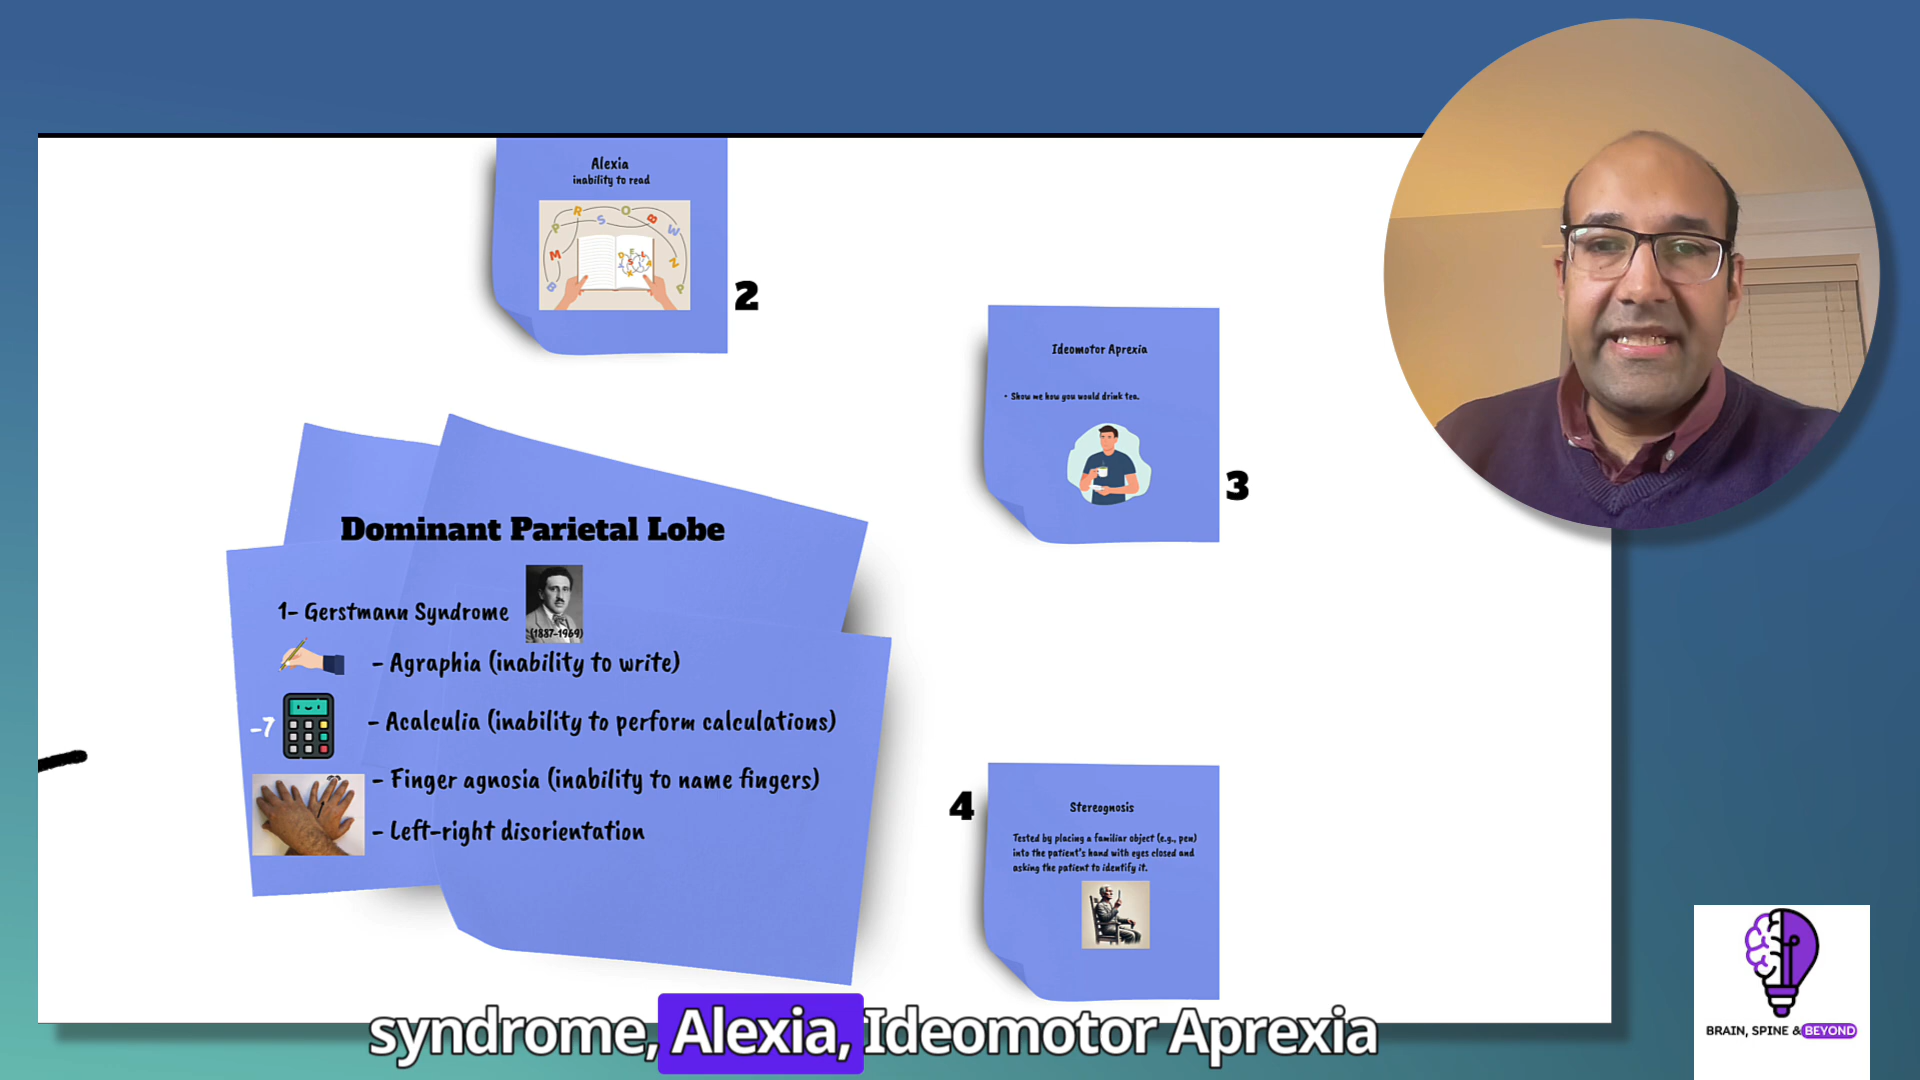 Alexia
inability to read
2
Ideomotor Aprexia
• Show me how you would drink tea.
3
Dominant Parietal Lobe
1- Gerstmann Syndrome
(1887-1969)
- Agraphia (inability to write)
-7
- Acalculia (inability to perform calculations)
- Finger agnosia (inability to name fingers)
- Left-right disorientation
4
Stereognosis
Tested by placing a familiar object (e.g., pen)
into the patient's hand with eyes closed and
asking the patient to identify it.
syndrome, Alexia, Ideomotor Aprexia
BRAIN, SPINE & BEYOND